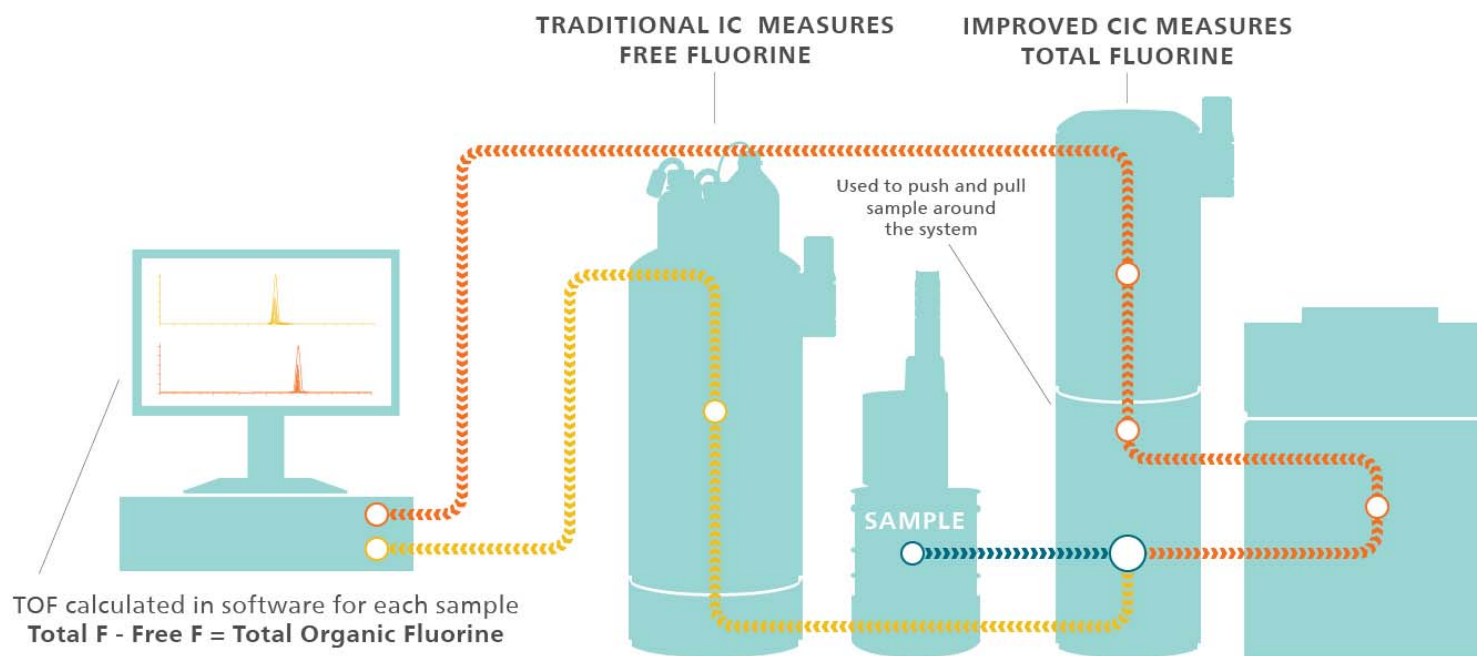 TRADITIONAL IC MEASURES
FREE FLUORINE
IMPROVED CIC MEASURES
TOTAL FLUORINE
Used to push and pull
sample around
the system
SAMPLE
TOF calculated in software for each sample
Total F - Free F = Total Organic Fluorine